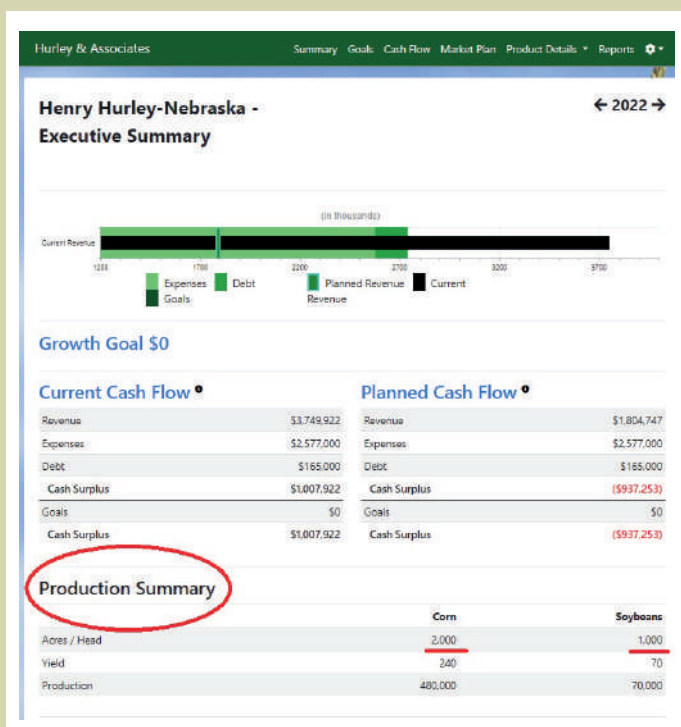 Hurley & Associates Summary Goals Cash Flow Market Plan Product Details Reports
Henry Hurley-Nebraska - ← 2022 →
Executive Summary
(in thousands)
Current Revenue
1200 1700 2200 2700 3200 3700
Expenses Debt Planned Revenue Current
Goals Revenue
Growth Goal $0
Current Cash Flow Planned Cash Flow
Revenue $3,749,922 Revenue $1,804,747
Expenses $2,577,000 Expenses $2,577,000
Debt $165,000 Debt $165,000
Cash Surplus $1,007,922 Cash Surplus ($937,253)
Goals $0 Goals $0
Cash Surplus $1,007,922 Cash Surplus ($937,253)
Production Summary
Corn Soybeans
Acres / Head 2,000 1,000
Yield 240 70
Production 480,000 70,000